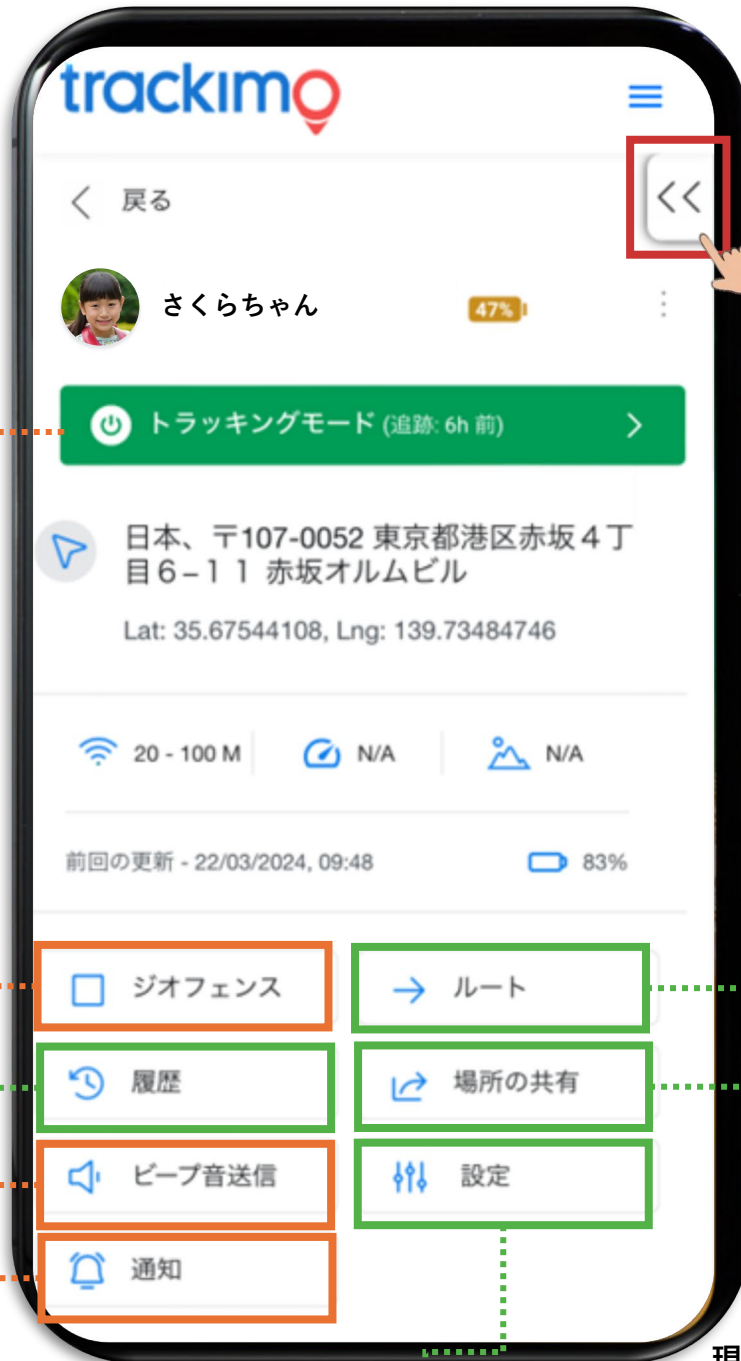 trackimo
戻る
さくらちゃん
47%
トラッキングモード (追跡: 6h 前)
日本、〒107-0052 東京都港区赤坂４丁
目６−１１ 赤坂オルムビル
Lat: 35.67544108, Lng: 139.73484746
20 - 100 M N/A N/A
前回の更新 - 22/03/2024, 09:48 83%
ジオフェンス ルート
履歴 場所の共有
ビープ音送信 設定
通知
現